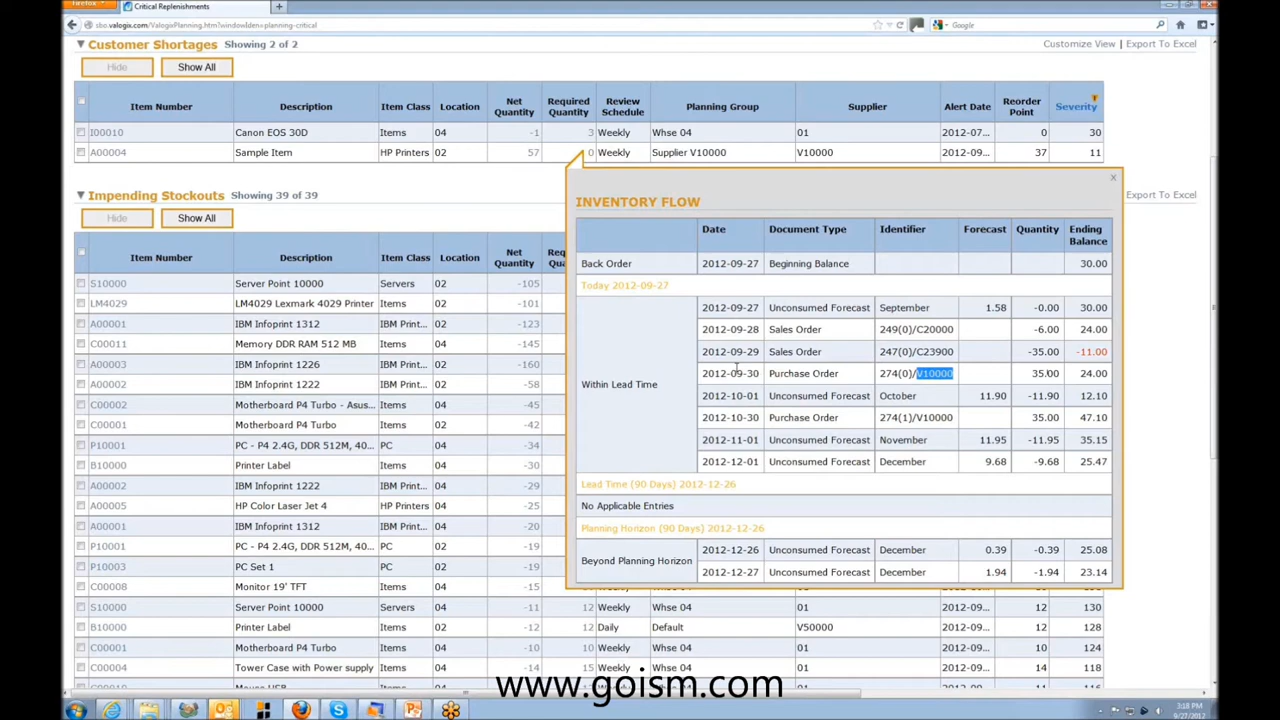 Firefox
Critical Replenishments
sbo.valogix.com/ValogixPlanning.htm?windowIden=planning-critical
Google
Customer Shortages Showing 2 of 2
Customize View | Export To Excel
Hide Show All
Item Number Description Item Class Location Net Quantity Required Quantity Review Schedule Planning Group Supplier Alert Date Reorder Point Severity
I00010 Canon EOS 30D Items 04 -1 3 Weekly Whse 04 01 2012-07... 0 30
A00004 Sample Item HP Printers 02 57 0 Weekly Supplier V10000 V10000 2012-09... 37 11
Impending Stockouts Showing 39 of 39
Export To Excel
Hide Show All
Item Number Description Item Class Location Net Quantity
S10000 Server Point 10000 Servers 02 -105
LM4029 LM4029 Lexmark 4029 Printer Items 02 -101
A00001 IBM Infoprint 1312 IBM Print... 02 -123
C00011 Memory DDR RAM 512 MB Items 02 -145
A00003 IBM Infoprint 1226 IBM Print... 02 -160
A00002 IBM Infoprint 1222 IBM Print... 02 -58
C00002 Motherboard P4 Turbo - Asus... Items 04 -45
C00001 Motherboard P4 Turbo Items 02 -42
P10001 PC - P4 2.4G, DDR 512M, 40... PC 02 -34
B10000 Printer Label Items 02 -30
A00002 IBM Infoprint 1222 IBM Print... 04 -29
A00005 HP Color Laser Jet 4 HP Printers 04 -25
A00001 IBM Infoprint 1312 IBM Print... 04 -20
P10001 PC - P4 2.4G, DDR 512M, 40... PC 04 -19
P10003 PC Set 1 PC 02 -19
C00008 Monitor 19' TFT Items 04 -15
S10000 Server Point 10000 Servers 04 -11 12 Weekly Whse 04 01 2012-09... 12 130
B10000 Printer Label Items 04 -12 12 Daily Default V50000 2012-09... 12 128
C00001 Motherboard P4 Turbo Items 04 -10 10 Weekly Whse 04 01 2012-09... 10 119
C00004 Tower Case with Power supply Items 04 -14 15 Weekly Whse 04 01 2012-09... 14 118
INVENTORY FLOW
x
Date Document Type Identifier Forecast Quantity Ending Balance
Back Order 2012-09-27 Beginning Balance 30.00
Today 2012-09-27
2012-09-27 Unconsumed Forecast September 1.58 -0.00 30.00
2012-09-28 Sales Order 249(0)/C20000 -6.00 24.00
2012-09-29 Sales Order 247(0)/C23900 -35.00 -11.00
2012-09-30 Purchase Order 274(0)/V10000 35.00 24.00
Within Lead Time
2012-10-01 Unconsumed Forecast October 11.90 -11.90 12.10
2012-10-30 Purchase Order 274(1)/V10000 35.00 47.10
2012-11-01 Unconsumed Forecast November 11.95 -11.95 35.15
2012-12-01 Unconsumed Forecast December 9.68 -9.68 25.47
Lead Time (90 Days) 2012-12-26
No Applicable Entries
Planning Horizon (90 Days) 2012-12-26
Beyond Planning Horizon
2012-12-26 Unconsumed Forecast December 0.39 -0.39 25.08
2012-12-27 Unconsumed Forecast December 1.94 -1.94 23.14
www.goism.com
3:18 PM
9/27/2012